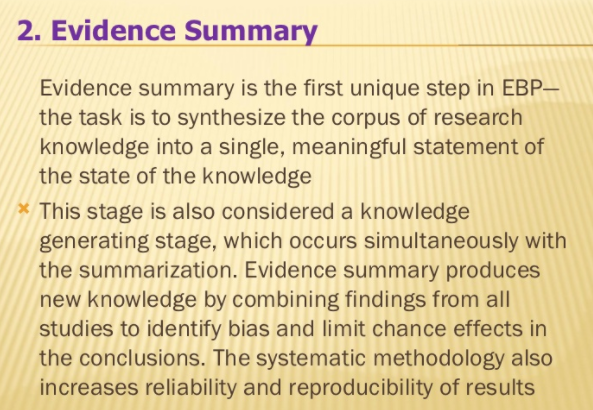 2. Evidence Summary
Evidence summary is the first unique step in EBP—
the task is to synthesize the corpus of research
knowledge into a single, meaningful statement of
the state of the knowledge
This stage is also considered a knowledge
generating stage, which occurs simultaneously with
the summarization. Evidence summary produces
new knowledge by combining findings from all
studies to identify bias and limit chance effects in
the conclusions. The systematic methodology also
increases reliability and reproducibility of results